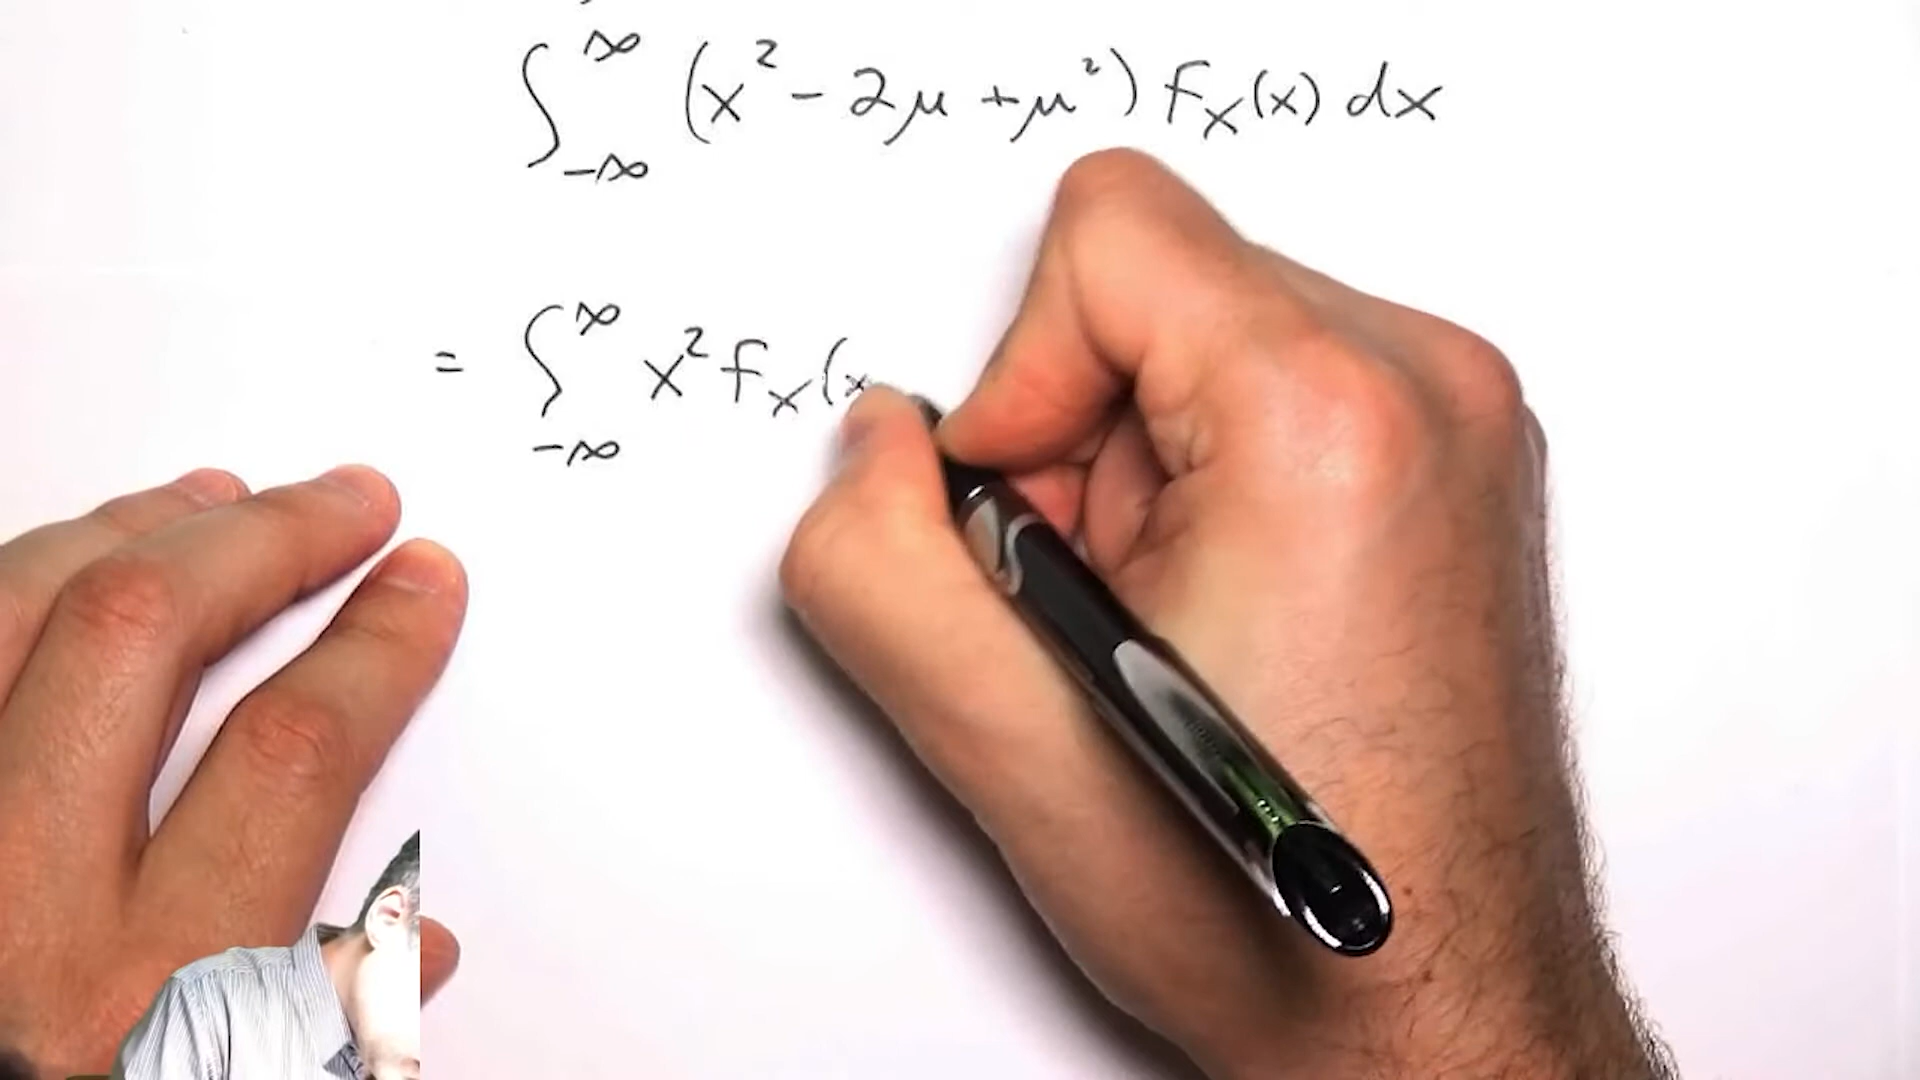 ∫_{-∞}^{∞} (x² - 2μ + μ²) f_X(x) dx
= ∫_{-∞}^{∞} x² f_X(x